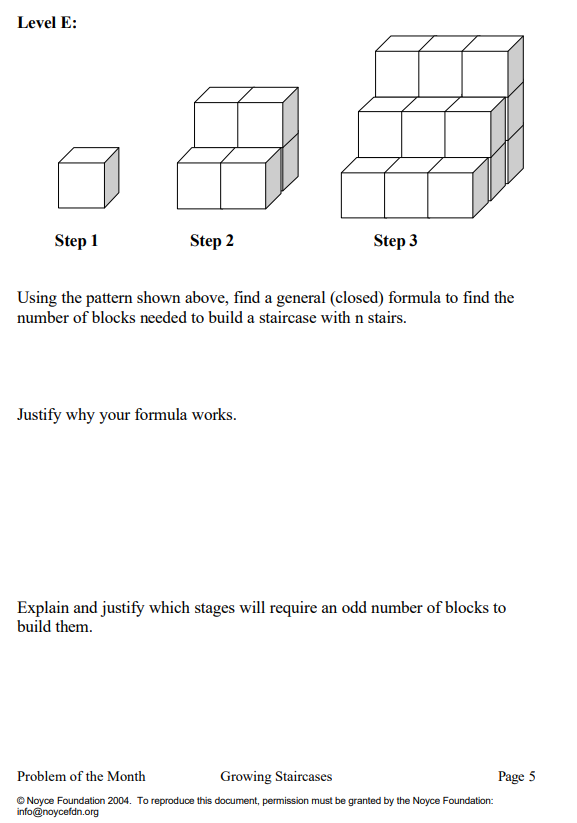 Level E:
Step 1
Step 2
Step 3
Using the pattern shown above, find a general (closed) formula to find the
number of blocks needed to build a staircase with n stairs.
Justify why your formula works.
Explain and justify which stages will require an odd number of blocks to
build them.
Problem of the Month
Growing Staircases
Page 5
© Noyce Foundation 2004. To reproduce this document, permission must be granted by the Noyce Foundation:
info@noycefdn.org